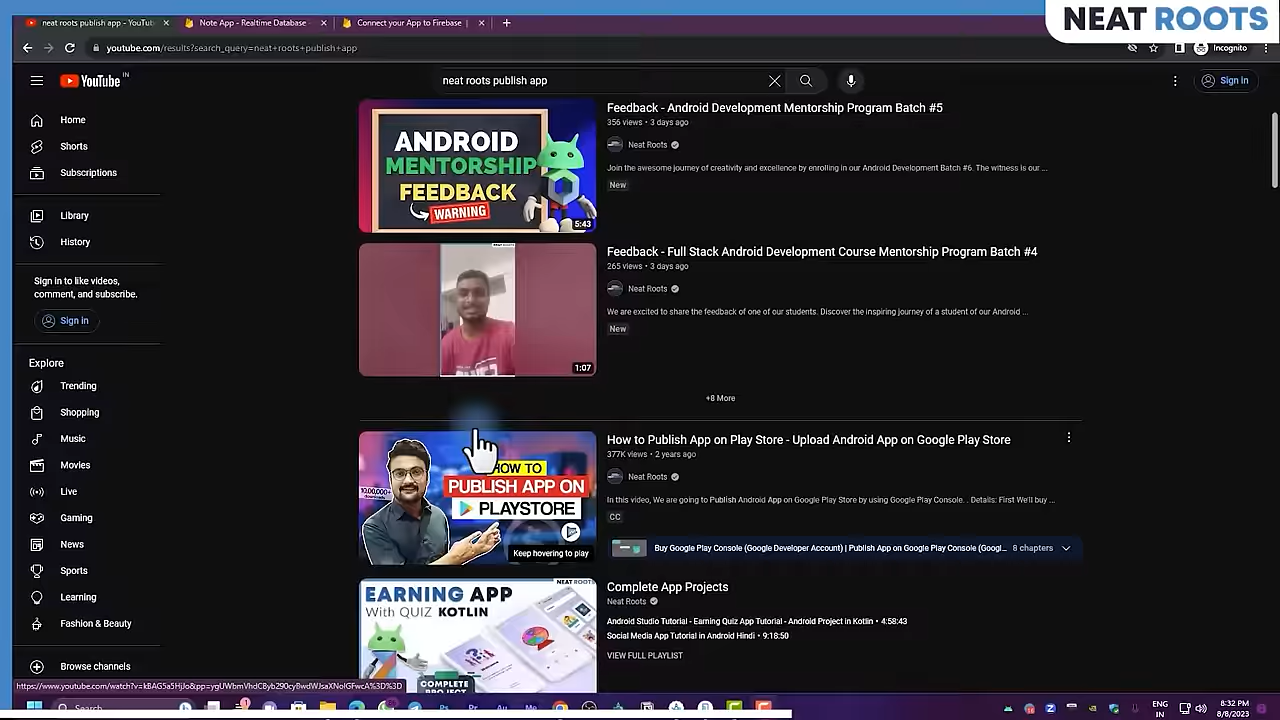 neat roots publish app - YouTu
Note App - Realtime Database
Connect your App to Firebase
NEAT ROOTS
youtube.com/results?search_query=neat+roots+publish+app
Incognito
YouTube
IN
neat roots publish app
Sign in
Home
Shorts
Subscriptions
Library
History
Sign in to like videos,
comment, and subscribe.
Sign in
Explore
Trending
Shopping
Music
Movies
Live
Gaming
News
Sports
Learning
Fashion & Beauty
Browse channels
ANDROID
MENTORSHIP
FEEDBACK
WARNING
5:43
Feedback - Android Development Mentorship Program Batch #5
356 views • 3 days ago
Neat Roots
Join the awesome journey of creativity and excellence by enrolling in our Android Development Batch #6. The witness is our ...
New
1:07
Feedback - Full Stack Android Development Course Mentorship Program Batch #4
265 views • 3 days ago
Neat Roots
We are excited to share the feedback of one of our students. Discover the inspiring journey of a student of our Android ...
New
+8 More
10,00,000+
HOW TO
PUBLISH APP ON
PLAYSTORE
Keep hovering to play
How to Publish App on Play Store - Upload Android App on Google Play Store
377K views • 2 years ago
Neat Roots
In this video, We are going to Publish Android App on Google Play Store by using Google Play Console. . Details: First We'll buy ...
CC
Buy Google Play Console (Google Developer Account) | Publish App on Google Play Console (Googl...
8 chapters
NEAT ROOTS
EARNING APP
With QUIZ KOTLIN
COMPLETE
PROJECT
Complete App Projects
Neat Roots
Android Studio Tutorial - Earning Quiz App Tutorial - Android Project in Kotlin • 4:58:43
Social Media App Tutorial in Android Hindi • 9:18:50
VIEW FULL PLAYLIST
Search
ENG
IN
8:32 PM
8/8/2023